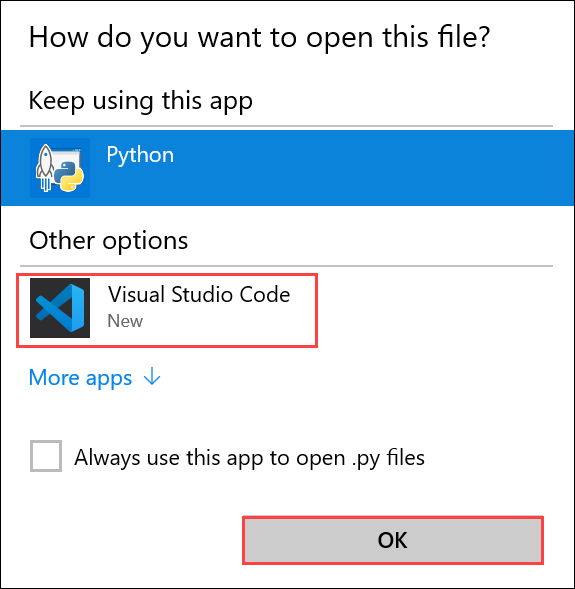 How do you want to open this file?
Keep using this app
Python
Other options
Visual Studio Code
New
More apps ↓
Always use this app to open .py files
OK